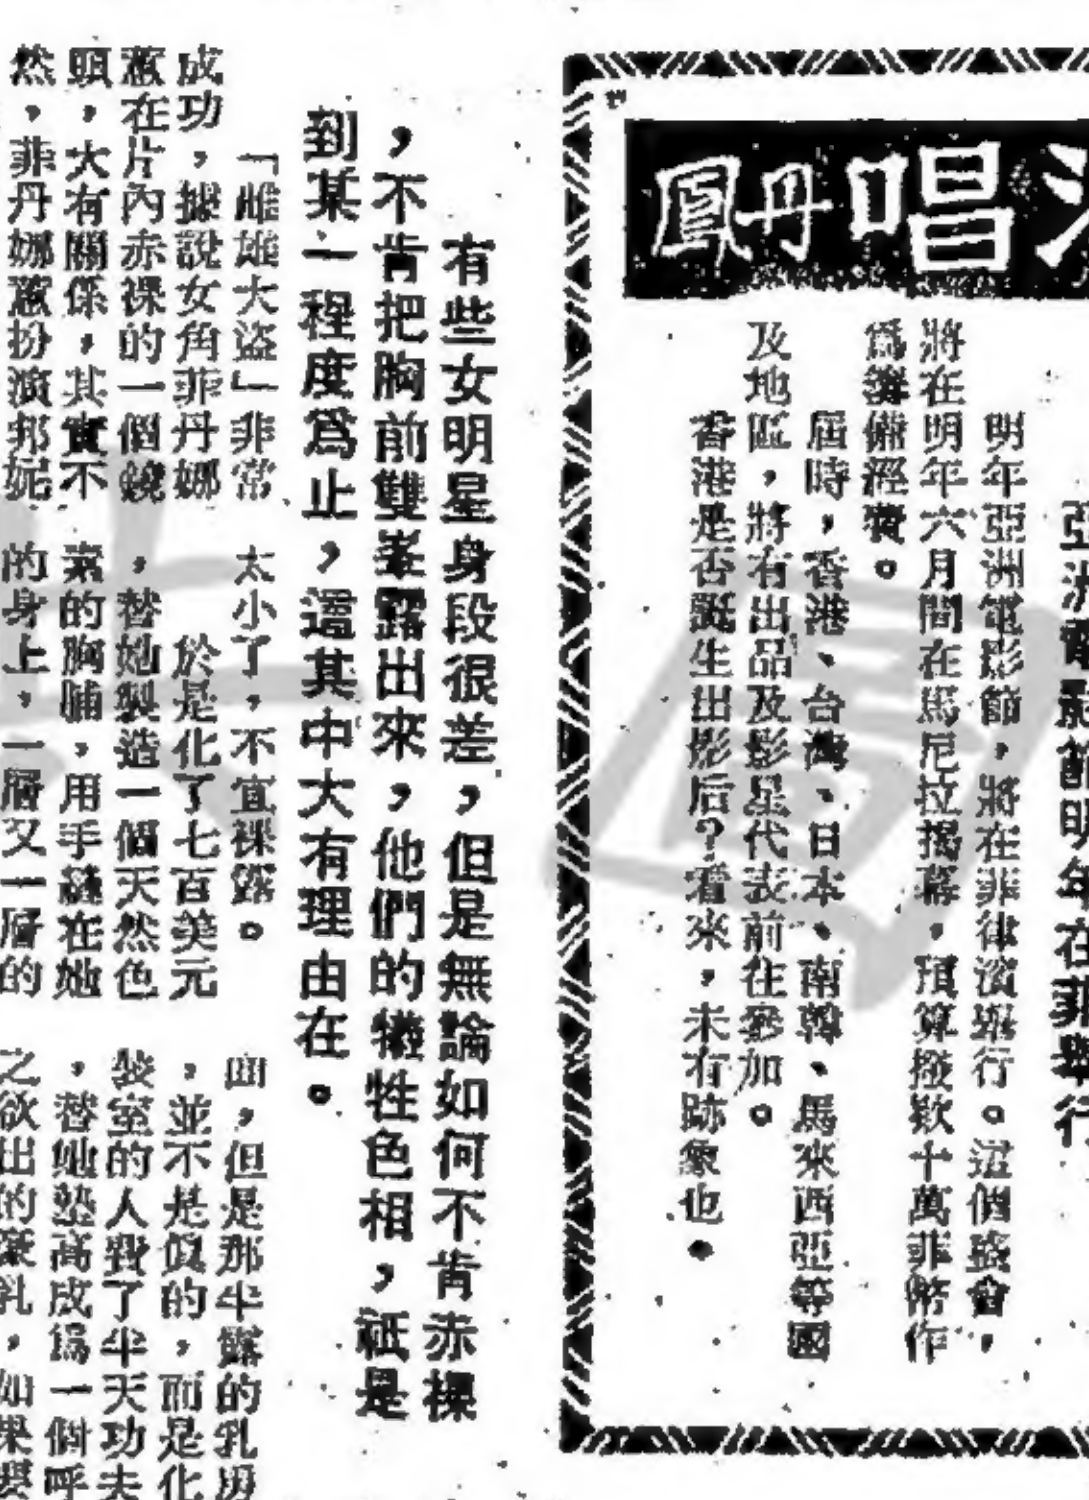 唱
丹鳳
亞洲電影節明年在菲舉行
明年亞洲電影節，將在菲律濱舉行。這個盛會，
將在明年六月間在馬尼拉揭幕，預算撥欵十萬菲幣作
爲籌備經費。
屆時，香港、台灣、日本、南韓、馬來西亞等國
及地區，將有出品及影星代表前往參加。
香港是否誕生出影后？看來，未有跡象也。
有些女明星身段很差，但是無論如何不肯赤裸
，不肯把胸前雙峯露出來，他們的犧牲色相，祇是
到某一程度爲止，這其中大有理由在。
「雌雄大盜」非常
成功，據說女角菲丹娜
蕙在片內赤裸的一個鏡
頭，大有關係，其實不
然，菲丹娜蕙扮演邦妮
太小了，不宜裸露。
於是化了七百美元
，替她製造一個天然色
素的胸脯，用手縫在她
的身上，一層又一層的
面，但是那半露的乳房
，並不是眞的，而是化
裝室的人費了半天功夫
，替她墊高成爲一個呼
之欲出的豪乳，如果要